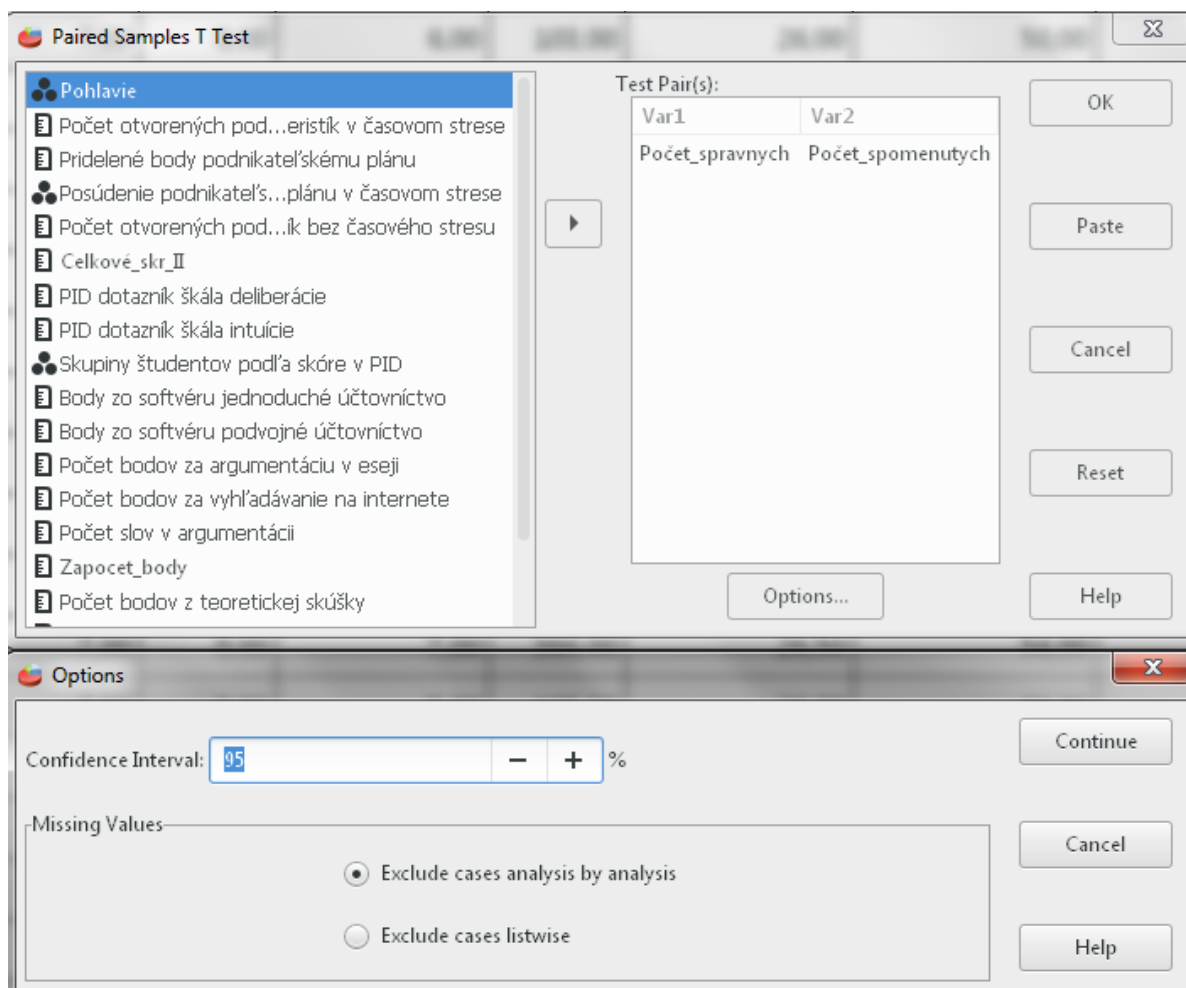 Paired Samples T Test
Pohlavie
Počet otvorených pod...eristík v časovom strese
Pridelené body podnikateľskému plánu
Posúdenie podnikateľs...plánu v časovom strese
Počet otvorených pod...ík bez časového stresu
Celkové_skr_II
PID dotazník škála deliberácie
PID dotazník škála intuície
Skupiny študentov podľa skóre v PID
Body zo softvéru jednoduché účtovníctvo
Body zo softvéru podvojné účtovníctvo
Počet bodov za argumentáciu v eseji
Počet bodov za vyhľadávanie na internete
Počet slov v argumentácii
Zapocet_body
Počet bodov z teoretickej skúšky
Test Pair(s):
Var1 Var2
Počet_spravnych Počet_spomenutych
Options...
OK
Paste
Cancel
Reset
Help
Options
Confidence Interval: 95 − + %
Missing Values
Exclude cases analysis by analysis
Exclude cases listwise
Continue
Cancel
Help